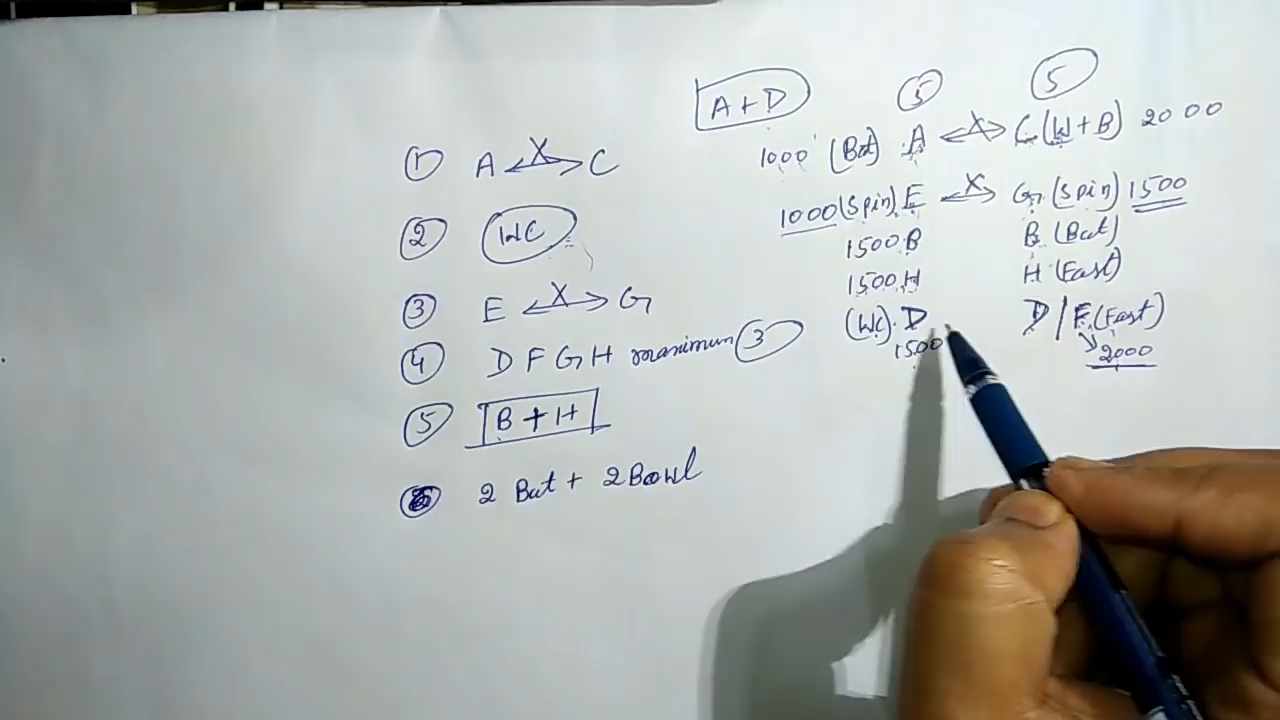 A + D
5 5
1000 (Bat) A <-X-> C (W + B) 2000
1000 (Spin) E <-X-> G (Spin) 1500
1500 B B (Bat)
1500 H H (Fast)
(WC). D D / F (Fast)
1500 2000
① A <-X-> C
② WC
③ E <-X-> G
④ D F G H maximum ③
⑤ B + H
⑥ 2 Bat + 2 Bowl